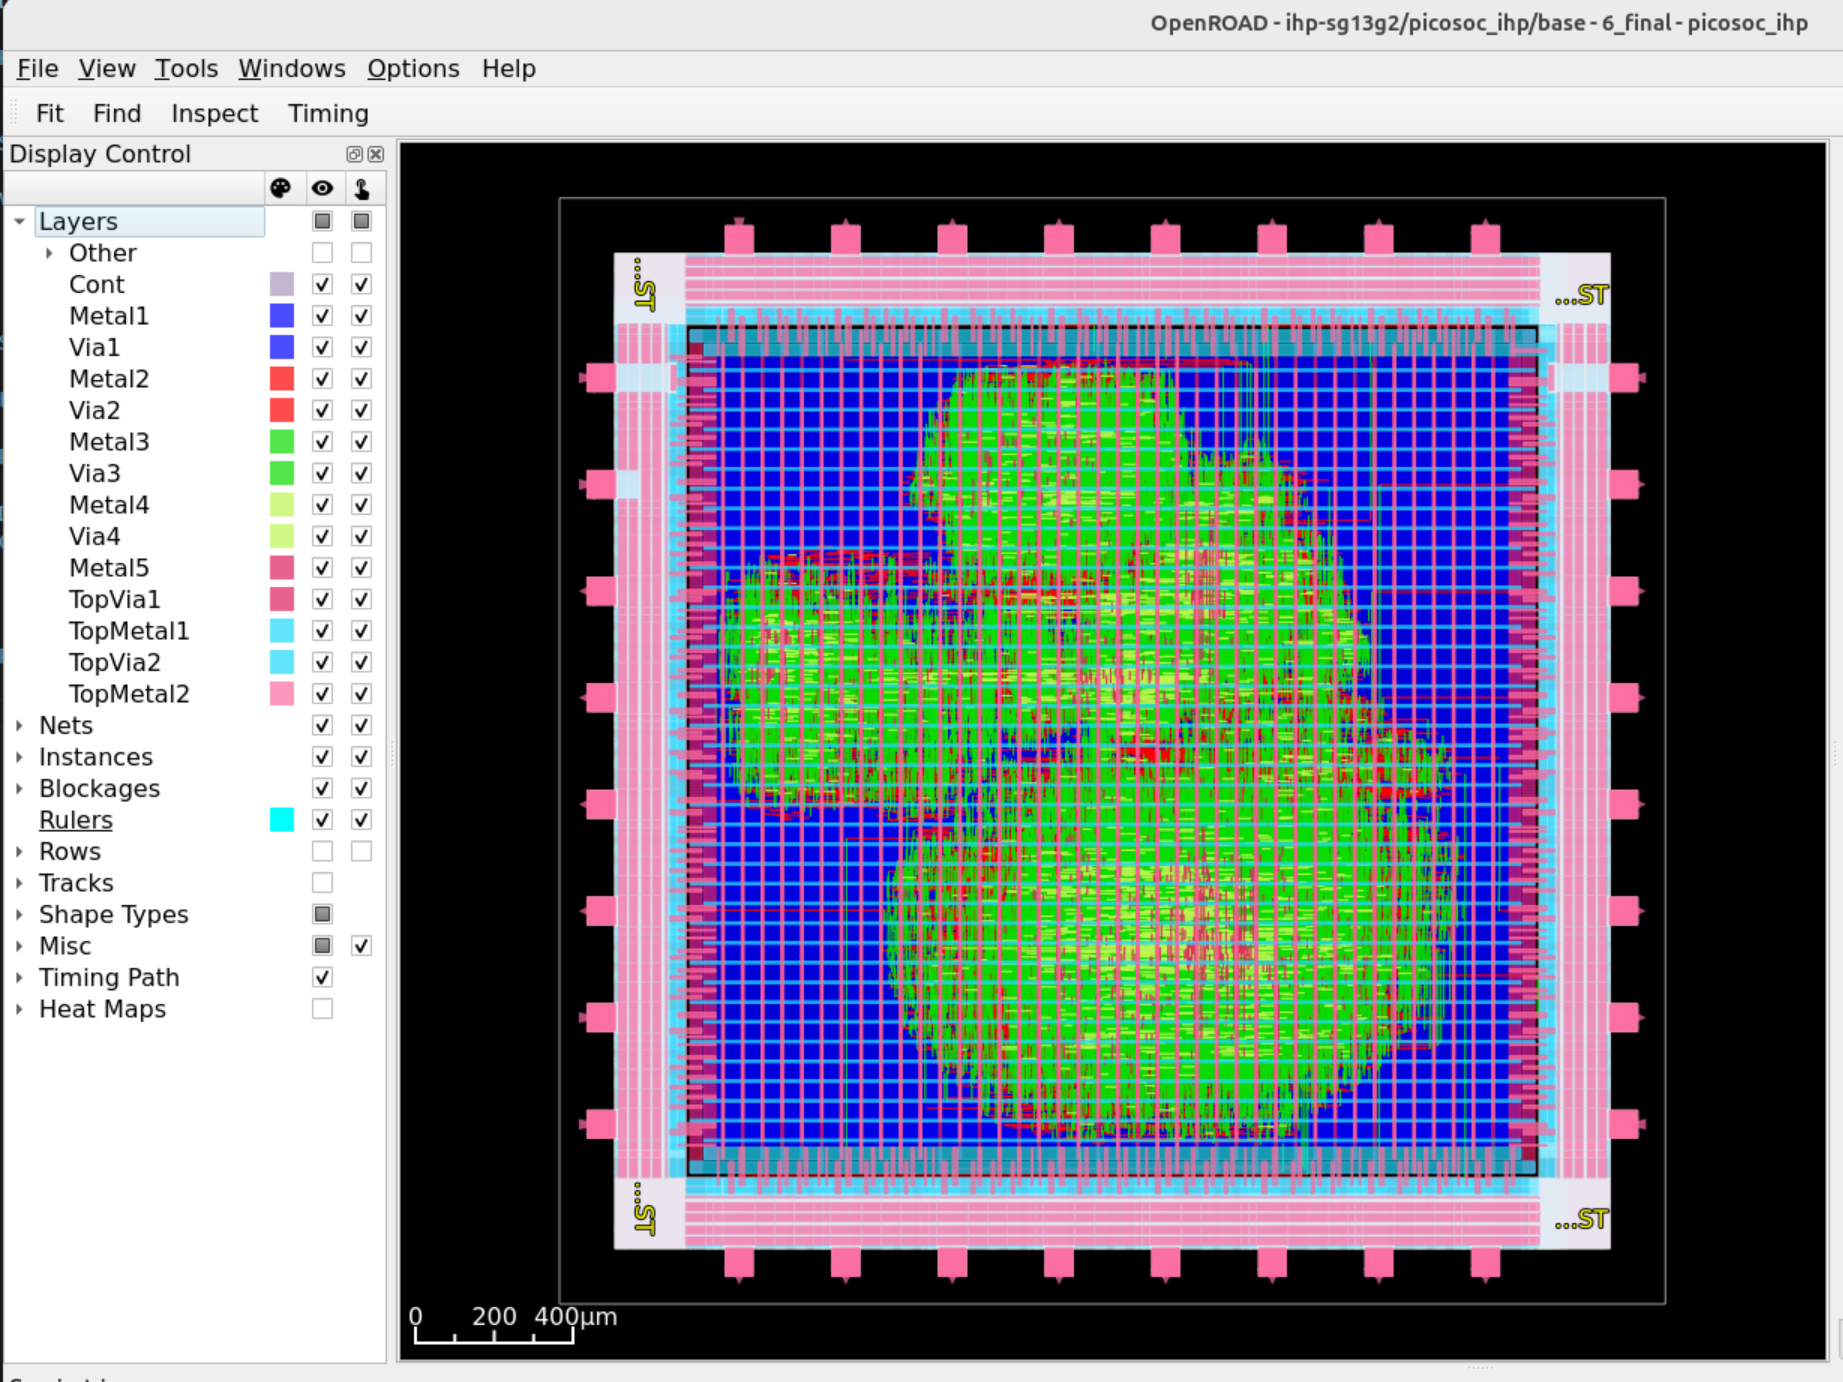 OpenROAD - ihp-sg13g2/picosoc_ihp/base - 6_final - picosoc_ihp
File View Tools Windows Options Help
Fit Find Inspect Timing
Display Control
Layers
Other
Cont
Metal1
Via1
Metal2
Via2
Metal3
Via3
Metal4
Via4
Metal5
TopVia1
TopMetal1
TopVia2
TopMetal2
Nets
Instances
Blockages
Rulers
Rows
Tracks
Shape Types
Misc
Timing Path
Heat Maps
...ST
...ST
...ST
...ST
0 200 400μm